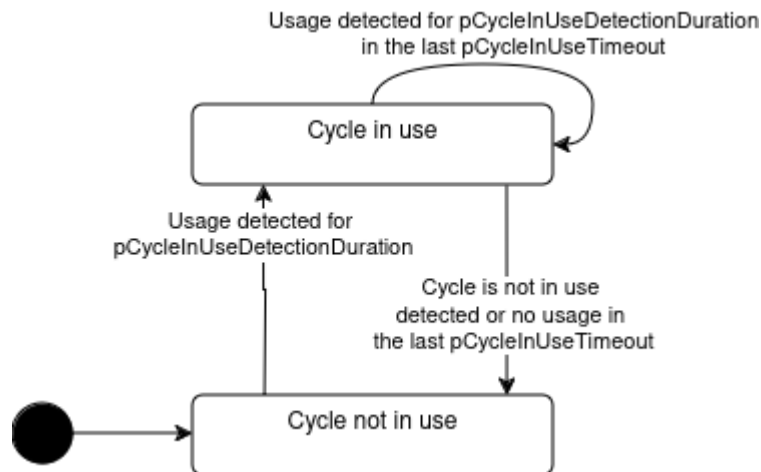 Usage detected for pCycleInUseDetectionDuration
in the last pCycleInUseTimeout
Cycle in use
Usage detected for
pCycleInUseDetectionDuration
Cycle is not in use
detected or no usage in
the last pCycleInUseTimeout
Cycle not in use